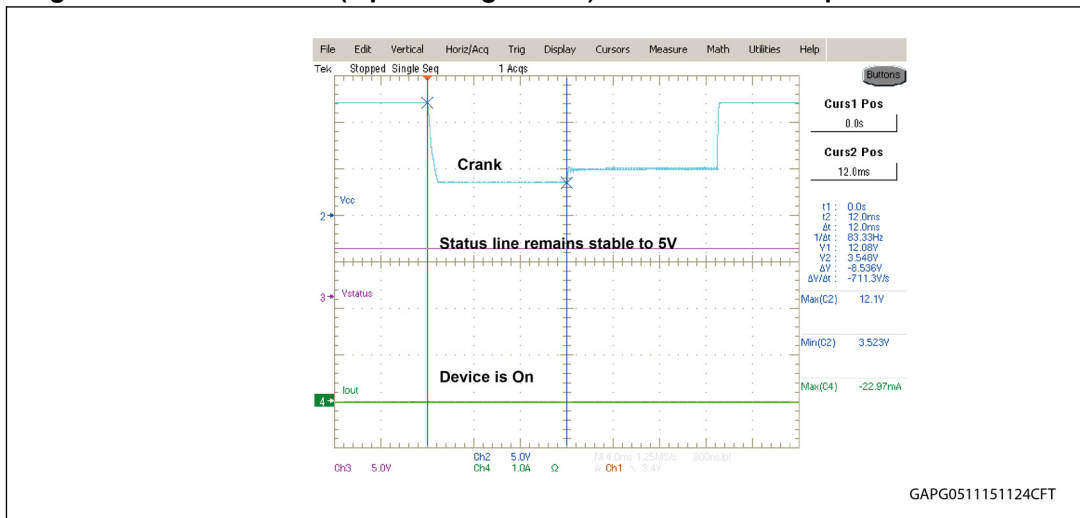 File Edit Vertical Horiz/Acq Trig Display Cursors Measure Math Utilities Help
Tek Stopped Single Seq 1 Acqs
Buttons
Curs1 Pos
0.0s
Curs2 Pos
12.0ms
Crank
Vcc
2
t1 : 0.0s
t2 : 12.0ms
Δt : 12.0ms
1/Δt : 83.33Hz
V1 : 12.08V
V2 : 3.548V
ΔV : -8.536V
ΔV/Δt : -711.3V/s
Status line remains stable to 5V
3 Vstatus
Max(C2) 12.1V
Min(C2) 3.523V
Device is On
Iout
4
Max(C4) -22.97mA
Ch2 5.0V M 4.0ms 1.25MS/s 800ns/pt
Ch3 5.0V Ch4 1.0A Ω A Ch1 \ 3.4V
GAPG0511151124CFT